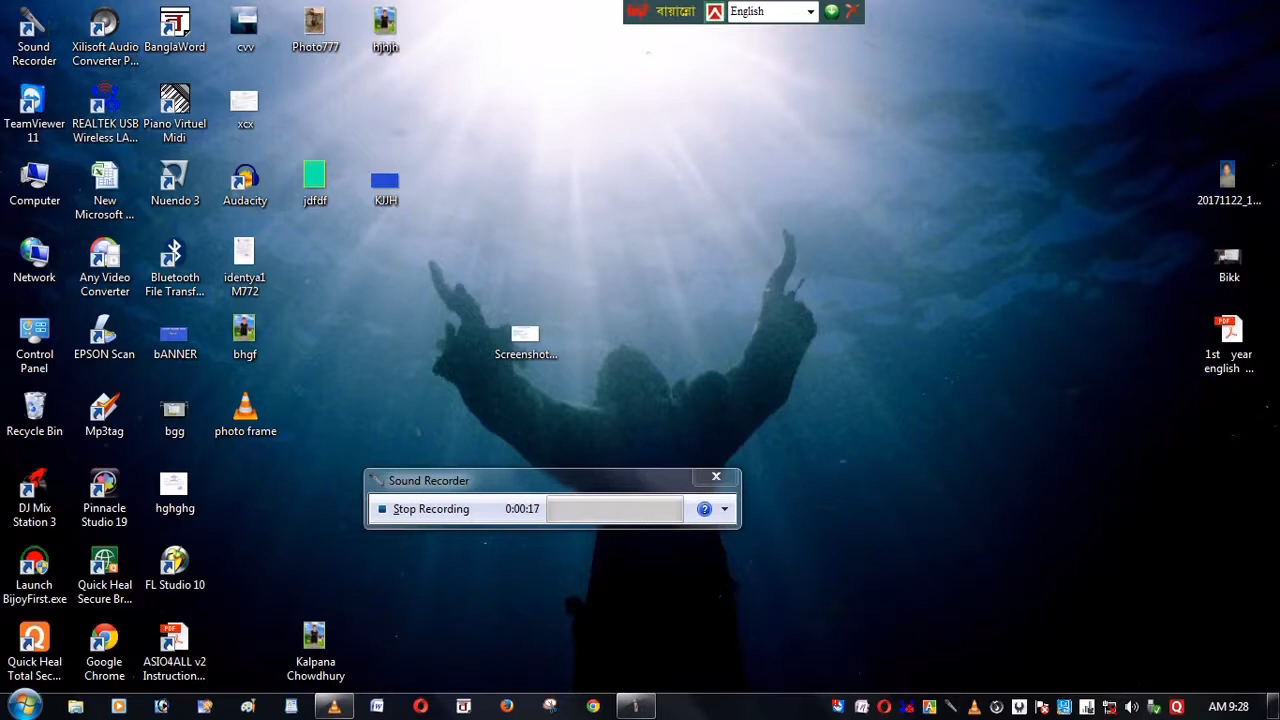 বায়ান্নো
English
Sound
Recorder
Xilisoft Audio
Converter P...
BanglaWord
cvv
Photo777
hjhjh
TeamViewer
11
REALTEK USB
Wireless LA...
Piano Virtuel
Midi
xcx
Computer
New
Microsoft ...
Nuendo 3
Audacity
jdfdf
KJJH
20171122_1...
Network
Any Video
Converter
Bluetooth
File Transf...
identya1
M772
Bikk
Control
Panel
EPSON Scan
bANNER
bhgf
Screenshot...
1st year
english ...
Recycle Bin
Mp3tag
bgg
photo frame
Sound Recorder
Stop Recording
0:00:17
DJ Mix
Station 3
Pinnacle
Studio 19
hghghg
Launch
BijoyFirst.exe
Quick Heal
Secure Br...
FL Studio 10
Quick Heal
Total Sec...
Google
Chrome
ASIO4ALL v2
Instruction...
Kalpana
Chowdhury
AM 9:28